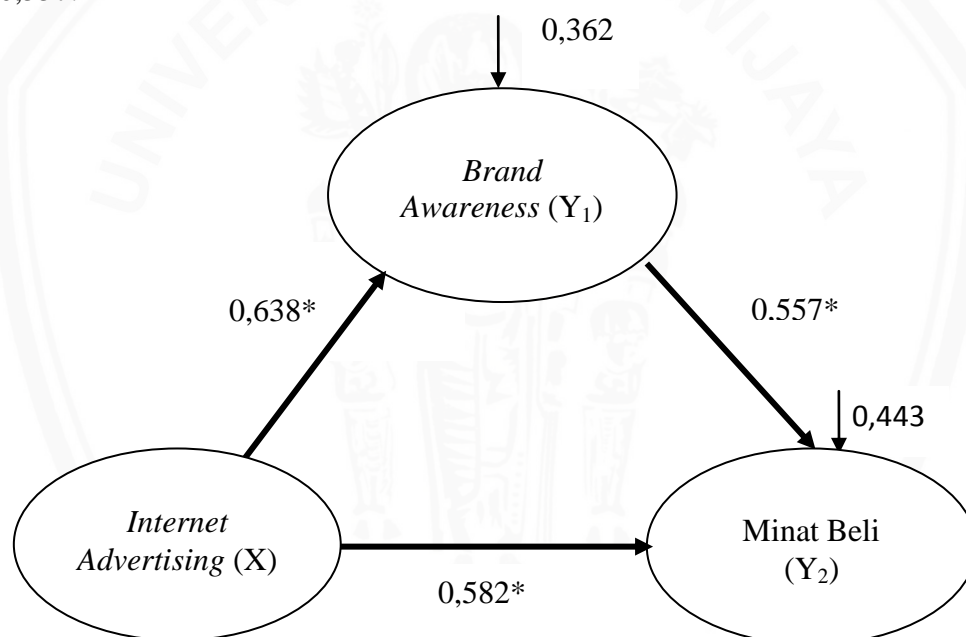 0,362
Brand
Awareness (Y₁)
0,638*
0,557*
0,443
Internet
Advertising (X)
Minat Beli
(Y₂)
0,582*